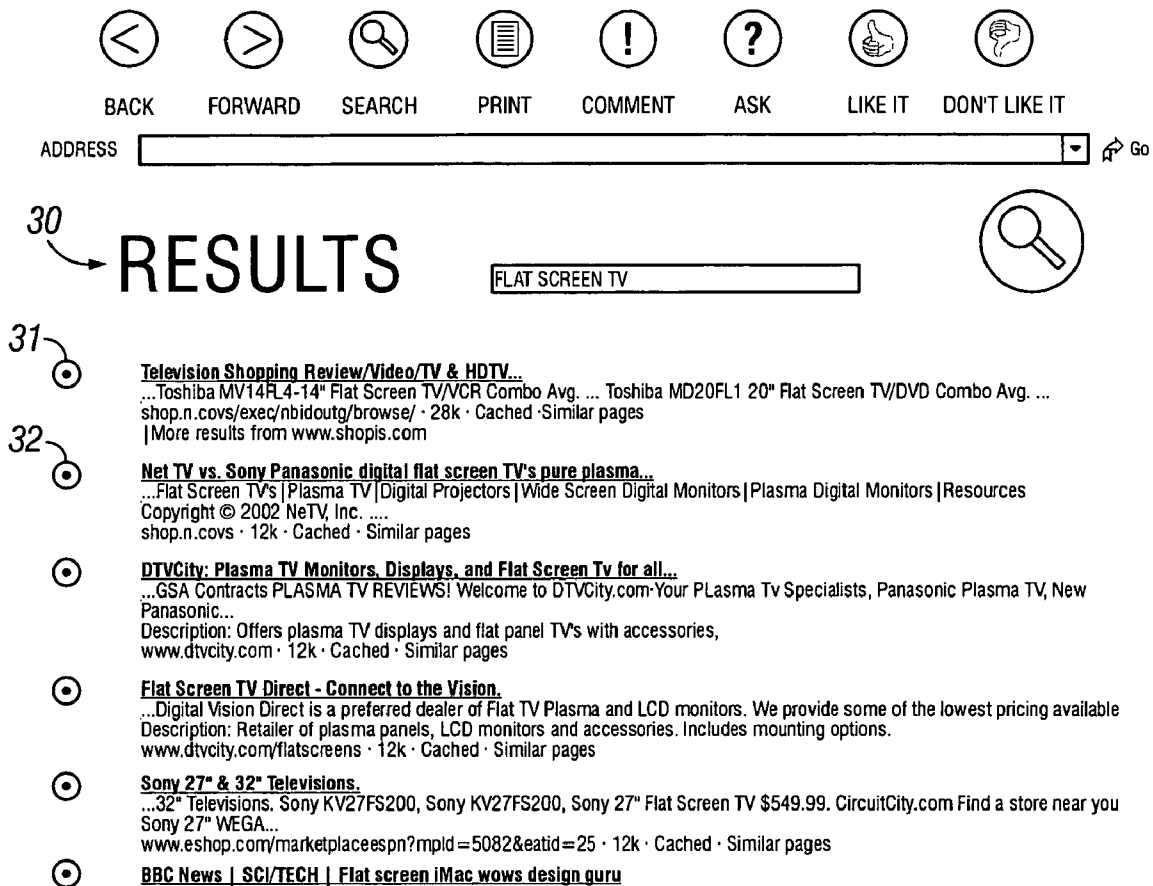 < > ! ?
BACK FORWARD SEARCH PRINT COMMENT ASK LIKE IT DON'T LIKE IT
ADDRESS Go
30
RESULTS FLAT SCREEN TV
31
Television Shopping Review/Video/TV & HDTV...
...Toshiba MV14FL4-14" Flat Screen TV/VCR Combo Avg. ... Toshiba MD20FL1 20" Flat Screen TV/DVD Combo Avg. ...
shop.n.covs/exec/nbidoutg/browse/ · 28k · Cached ·Similar pages
|More results from www.shopis.com
32
Net TV vs. Sony Panasonic digital flat screen TV's pure plasma...
...Flat Screen TV's|Plasma TV|Digital Projectors|Wide Screen Digital Monitors|Plasma Digital Monitors|Resources
Copyright © 2002 NeTV, Inc. ....
shop.n.covs · 12k · Cached · Similar pages
DTVCity: Plasma TV Monitors, Displays, and Flat Screen Tv for all...
...GSA Contracts PLASMA TV REVIEWS! Welcome to DTVCity.com-Your PLasma Tv Specialists, Panasonic Plasma TV, New
Panasonic...
Description: Offers plasma TV displays and flat panel TV's with accessories,
www.dtvcity.com · 12k · Cached · Similar pages
Flat Screen TV Direct - Connect to the Vision.
...Digital Vision Direct is a preferred dealer of Flat TV Plasma and LCD monitors. We provide some of the lowest pricing available
Description: Retailer of plasma panels, LCD monitors and accessories. Includes mounting options.
www.dtvcity.com/flatscreens · 12k · Cached · Similar pages
Sony 27" & 32" Televisions.
...32" Televisions. Sony KV27FS200, Sony KV27FS200, Sony 27" Flat Screen TV $549.99. CircuitCity.com Find a store near you
Sony 27" WEGA...
www.eshop.com/marketplaceespn?mpld=5082&eatid=25 · 12k · Cached · Similar pages
BBC News | SCI/TECH | Flat screen iMac wows design guru